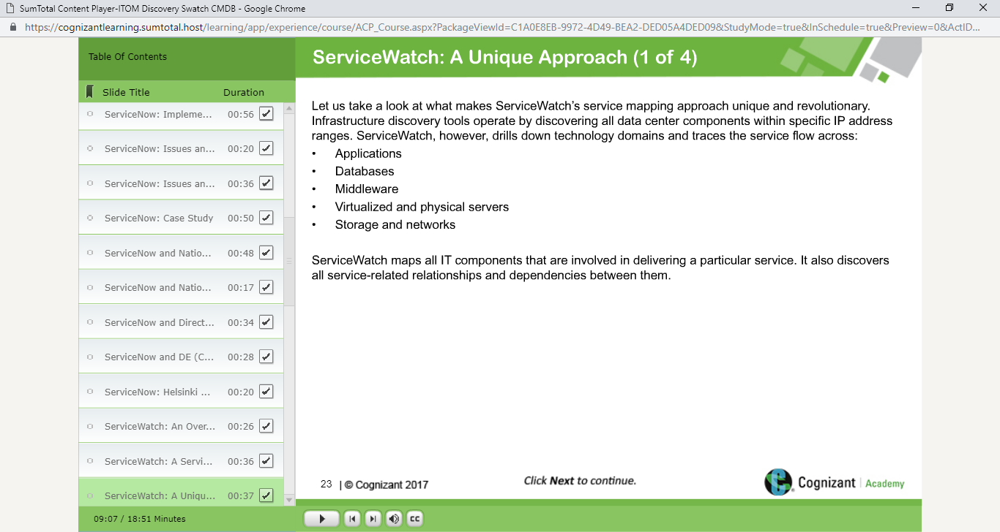 SumTotal Content Player-ITOM Discovery Swatch CMDB - Google Chrome
https://cognizantlearning.sumtotal.host/learning/app/experience/course/ACP_Course.aspx?PackageViewId=C1A0E8EB-9972-4D49-BEA2-DED05A4DED09&StudyMode=true&InSchedule=true&Preview=0&ActID...
Table Of Contents
Slide Title Duration
ServiceNow: Impleme... 00:56
ServiceNow: Issues an... 00:20
ServiceNow: Issues an... 00:36
ServiceNow: Case Study 00:50
ServiceNow and Natio... 00:48
ServiceNow and Natio... 00:17
ServiceNow and Direct... 00:34
ServiceNow and DE (C... 00:28
ServiceNow: Helsinki ... 00:20
ServiceWatch: An Over... 00:26
ServiceWatch: A Servi... 00:36
ServiceWatch: A Uniqu... 00:37
09:07 / 18:51 Minutes
ServiceWatch: A Unique Approach (1 of 4)
Let us take a look at what makes ServiceWatch’s service mapping approach unique and revolutionary.
Infrastructure discovery tools operate by discovering all data center components within specific IP address
ranges. ServiceWatch, however, drills down technology domains and traces the service flow across:
• Applications
• Databases
• Middleware
• Virtualized and physical servers
• Storage and networks
ServiceWatch maps all IT components that are involved in delivering a particular service. It also discovers
all service-related relationships and dependencies between them.
23 | © Cognizant 2017
Click Next to continue.
Cognizant | Academy
CC